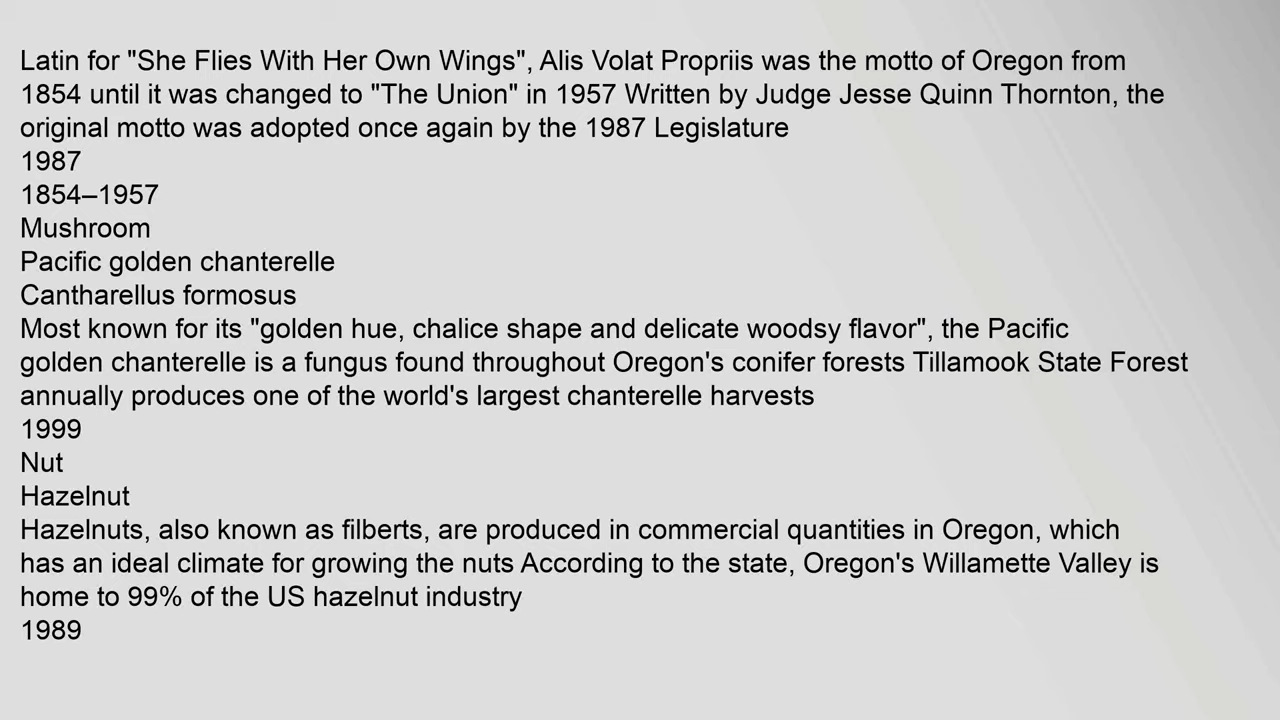 Latin for "She Flies With Her Own Wings", Alis Volat Propriis was the motto of Oregon from
1854 until it was changed to "The Union" in 1957 Written by Judge Jesse Quinn Thornton, the
original motto was adopted once again by the 1987 Legislature
1987
1854–1957
Mushroom
Pacific golden chanterelle
Cantharellus formosus
Most known for its "golden hue, chalice shape and delicate woodsy flavor", the Pacific
golden chanterelle is a fungus found throughout Oregon's conifer forests Tillamook State Forest
annually produces one of the world's largest chanterelle harvests
1999
Nut
Hazelnut
Hazelnuts, also known as filberts, are produced in commercial quantities in Oregon, which
has an ideal climate for growing the nuts According to the state, Oregon's Willamette Valley is
home to 99% of the US hazelnut industry
1989